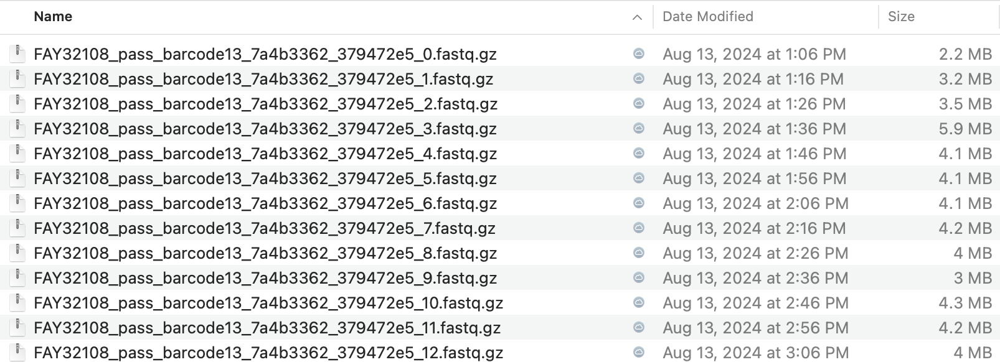 Name Date Modified Size
FAY32108_pass_barcode13_7a4b3362_379472e5_0.fastq.gz Aug 13, 2024 at 1:06 PM 2.2 MB
FAY32108_pass_barcode13_7a4b3362_379472e5_1.fastq.gz Aug 13, 2024 at 1:16 PM 3.2 MB
FAY32108_pass_barcode13_7a4b3362_379472e5_2.fastq.gz Aug 13, 2024 at 1:26 PM 3.5 MB
FAY32108_pass_barcode13_7a4b3362_379472e5_3.fastq.gz Aug 13, 2024 at 1:36 PM 5.9 MB
FAY32108_pass_barcode13_7a4b3362_379472e5_4.fastq.gz Aug 13, 2024 at 1:46 PM 4.1 MB
FAY32108_pass_barcode13_7a4b3362_379472e5_5.fastq.gz Aug 13, 2024 at 1:56 PM 4.1 MB
FAY32108_pass_barcode13_7a4b3362_379472e5_6.fastq.gz Aug 13, 2024 at 2:06 PM 4.1 MB
FAY32108_pass_barcode13_7a4b3362_379472e5_7.fastq.gz Aug 13, 2024 at 2:16 PM 4.2 MB
FAY32108_pass_barcode13_7a4b3362_379472e5_8.fastq.gz Aug 13, 2024 at 2:26 PM 4 MB
FAY32108_pass_barcode13_7a4b3362_379472e5_9.fastq.gz Aug 13, 2024 at 2:36 PM 3 MB
FAY32108_pass_barcode13_7a4b3362_379472e5_10.fastq.gz Aug 13, 2024 at 2:46 PM 4.3 MB
FAY32108_pass_barcode13_7a4b3362_379472e5_11.fastq.gz Aug 13, 2024 at 2:56 PM 4.2 MB
FAY32108_pass_barcode13_7a4b3362_379472e5_12.fastq.gz Aug 13, 2024 at 3:06 PM 4 MB